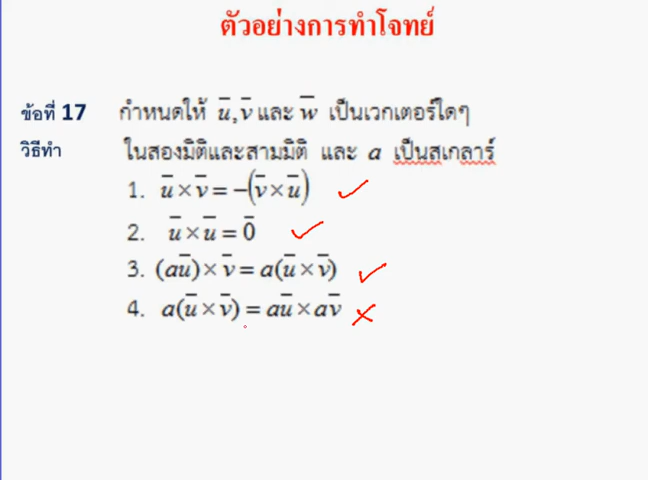 ตัวอย่างการทำโจทย์
ข้อที่ 17 กำหนดให้ u̅,v̅ และ w̅ เป็นเวกเตอร์ใดๆ
วิธีทำ ในสองมิติและสามมิติ และ a เป็นสเกลาร์
1. u̅ × v̅ = −(v̅ × u̅) ✓
2. u̅ × u̅ = 0̅ ✓
3. (au̅) × v̅ = a(u̅ × v̅) ✓
4. a(u̅ × v̅) = au̅ × av̅ ×